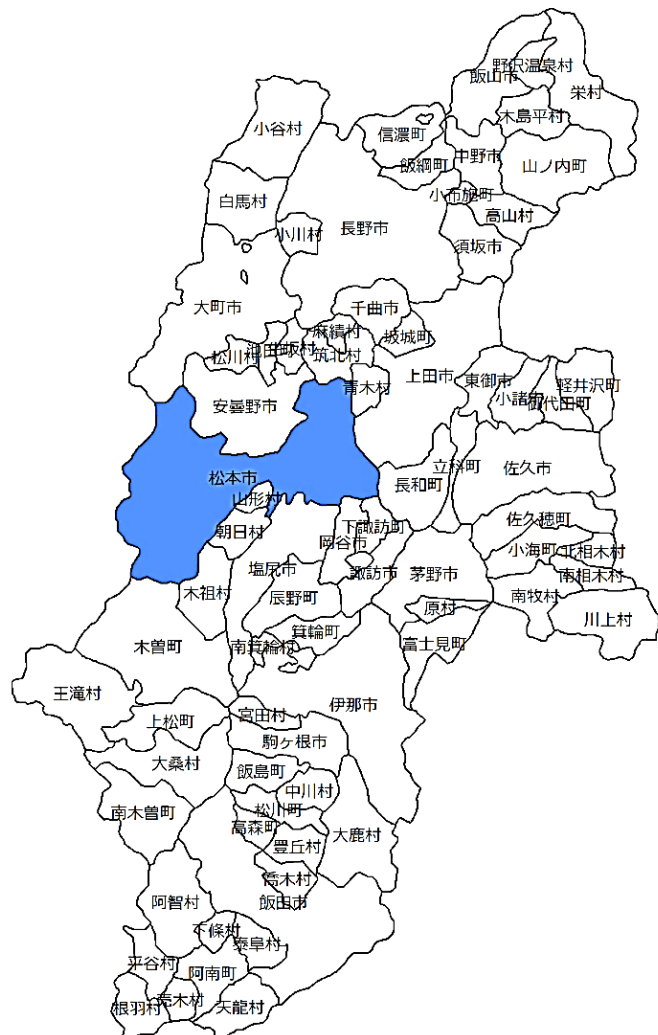 野沢温泉村
飯山市
栄村
木島平村
小谷村
信濃町
中野市
飯綱町
山ノ内町
小布施町
白馬村
高山村
小川村
長野市
須坂市
大町市
千曲市
麻績村
坂城町
生坂村
池田町
松川村
筑北村
青木村
上田市
東御市
軽井沢町
小諸市
御代田町
安曇野市
松本市
立科町
佐久市
長和町
山形村
朝日村
下諏訪町
岡谷市
佐久穂町
小海町
北相木村
塩尻市
諏訪市
茅野市
南相木村
木祖村
辰野町
南牧村
原村
川上村
箕輪町
木曽町
南箕輪村
富士見町
王滝村
伊那市
上松町
宮田村
駒ヶ根市
大桑村
飯島町
中川村
南木曽町
松川町
高森町
大鹿村
豊丘村
喬木村
阿智村
飯田市
下條村
泰阜村
平谷村
阿南町
根羽村
売木村
天龍村